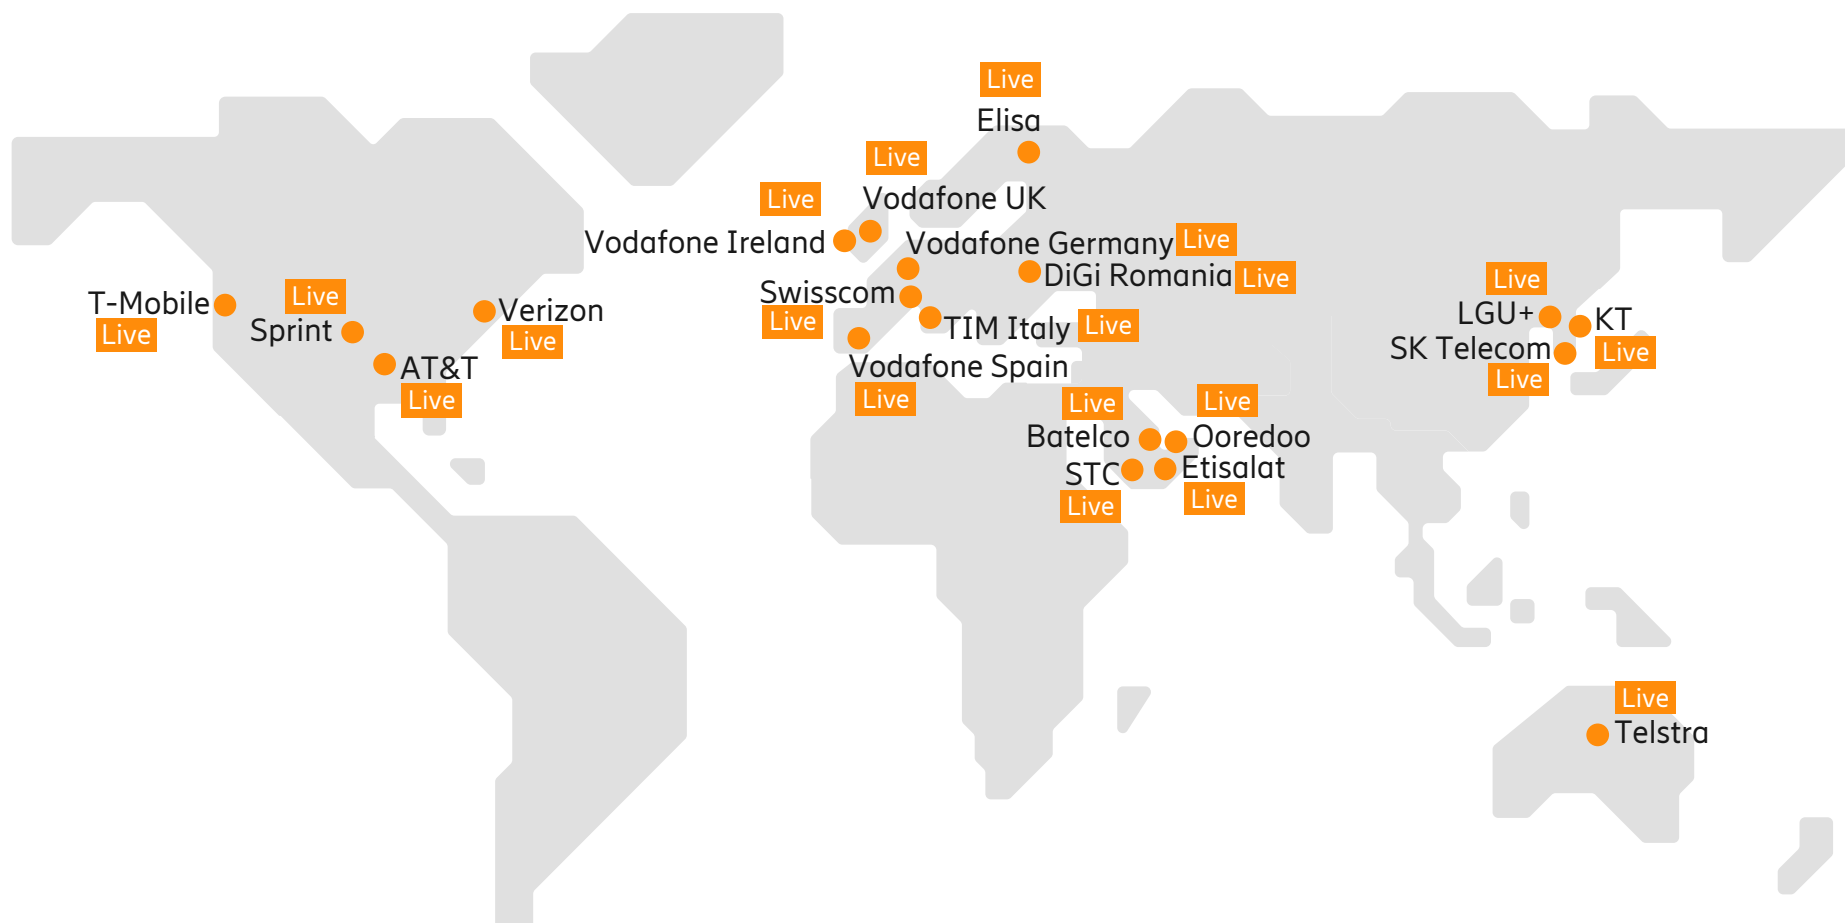 Live
Elisa
Live
Vodafone UK
Live
Vodafone Ireland
Vodafone Germany Live
DiGi Romania Live
Swisscom
Live
TIM Italy Live
Vodafone Spain
Live
T-Mobile
Live
Live
Sprint
Verizon
Live
AT&T
Live
Live
Batelco
Live
Ooredoo
STC
Live
Etisalat
Live
Live
LGU+
KT
Live
SK Telecom
Live
Live
Telstra